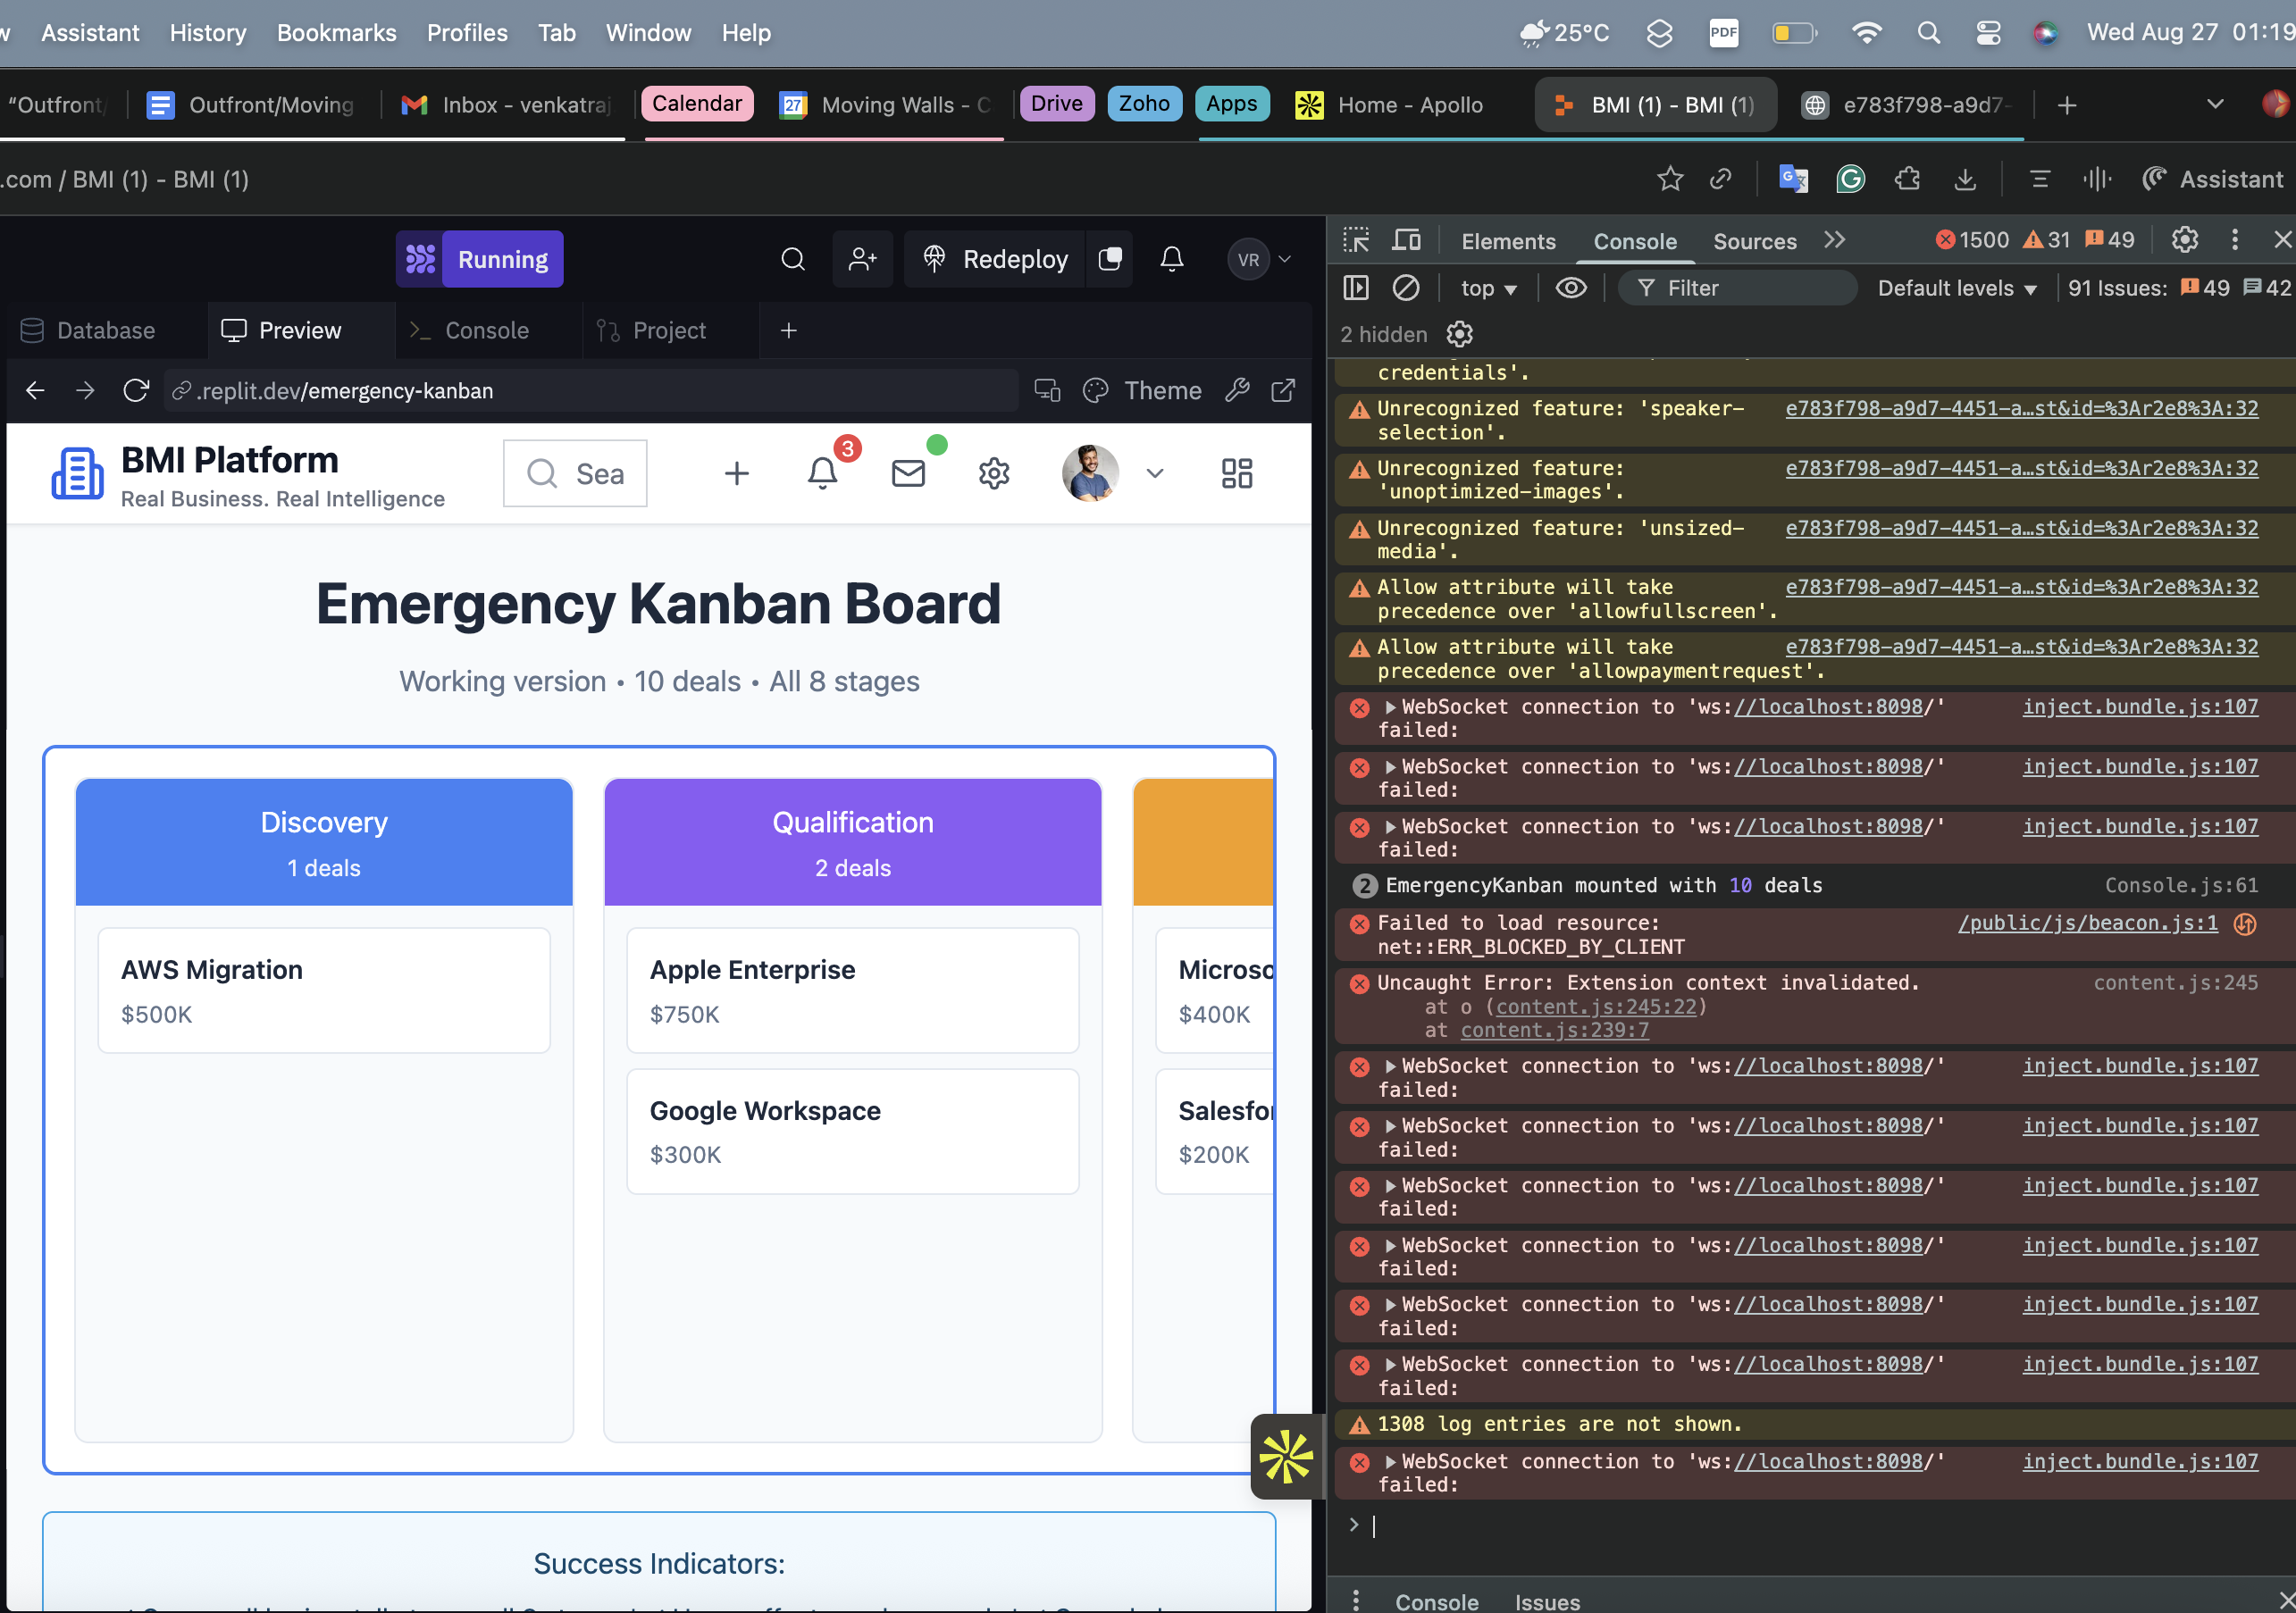 Assistant History Bookmarks Profiles Tab Window Help 25°C PDF Wed Aug 27 01:19
"Outfront/ Outfront/Moving Inbox - venkatraj Calendar 27 Moving Walls - C Drive Zoho Apps Home - Apollo BMI (1) - BMI (1) e783f798-a9d7-
.com / BMI (1) - BMI (1) Assistant
Running Redeploy VR
Database Preview Console Project
.replit.dev/emergency-kanban Theme
BMI Platform
Real Business. Real Intelligence
Sea
3
Emergency Kanban Board
Working version • 10 deals • All 8 stages
Discovery
1 deals
AWS Migration
$500K
Qualification
2 deals
Apple Enterprise
$750K
Google Workspace
$300K
Microso
$400K
Salesfo
$200K
Success Indicators:
Elements Console Sources 1500 31 49
top Filter Default levels 91 Issues: 49 42
2 hidden
credentials'.
Unrecognized feature: 'speaker- e783f798-a9d7-4451-a…st&id=%3Ar2e8%3A:32
selection'.
Unrecognized feature: e783f798-a9d7-4451-a…st&id=%3Ar2e8%3A:32
'unoptimized-images'.
Unrecognized feature: 'unsized- e783f798-a9d7-4451-a…st&id=%3Ar2e8%3A:32
media'.
Allow attribute will take e783f798-a9d7-4451-a…st&id=%3Ar2e8%3A:32
precedence over 'allowfullscreen'.
Allow attribute will take e783f798-a9d7-4451-a…st&id=%3Ar2e8%3A:32
precedence over 'allowpaymentrequest'.
WebSocket connection to 'ws://localhost:8098/' inject.bundle.js:107
failed:
WebSocket connection to 'ws://localhost:8098/' inject.bundle.js:107
failed:
WebSocket connection to 'ws://localhost:8098/' inject.bundle.js:107
failed:
2 EmergencyKanban mounted with 10 deals Console.js:61
Failed to load resource: /public/js/beacon.js:1
net::ERR_BLOCKED_BY_CLIENT
Uncaught Error: Extension context invalidated. content.js:245
at o (content.js:245:22)
at content.js:239:7
WebSocket connection to 'ws://localhost:8098/' inject.bundle.js:107
failed:
WebSocket connection to 'ws://localhost:8098/' inject.bundle.js:107
failed:
WebSocket connection to 'ws://localhost:8098/' inject.bundle.js:107
failed:
WebSocket connection to 'ws://localhost:8098/' inject.bundle.js:107
failed:
WebSocket connection to 'ws://localhost:8098/' inject.bundle.js:107
failed:
WebSocket connection to 'ws://localhost:8098/' inject.bundle.js:107
failed:
1308 log entries are not shown.
WebSocket connection to 'ws://localhost:8098/' inject.bundle.js:107
failed:
Console Issues